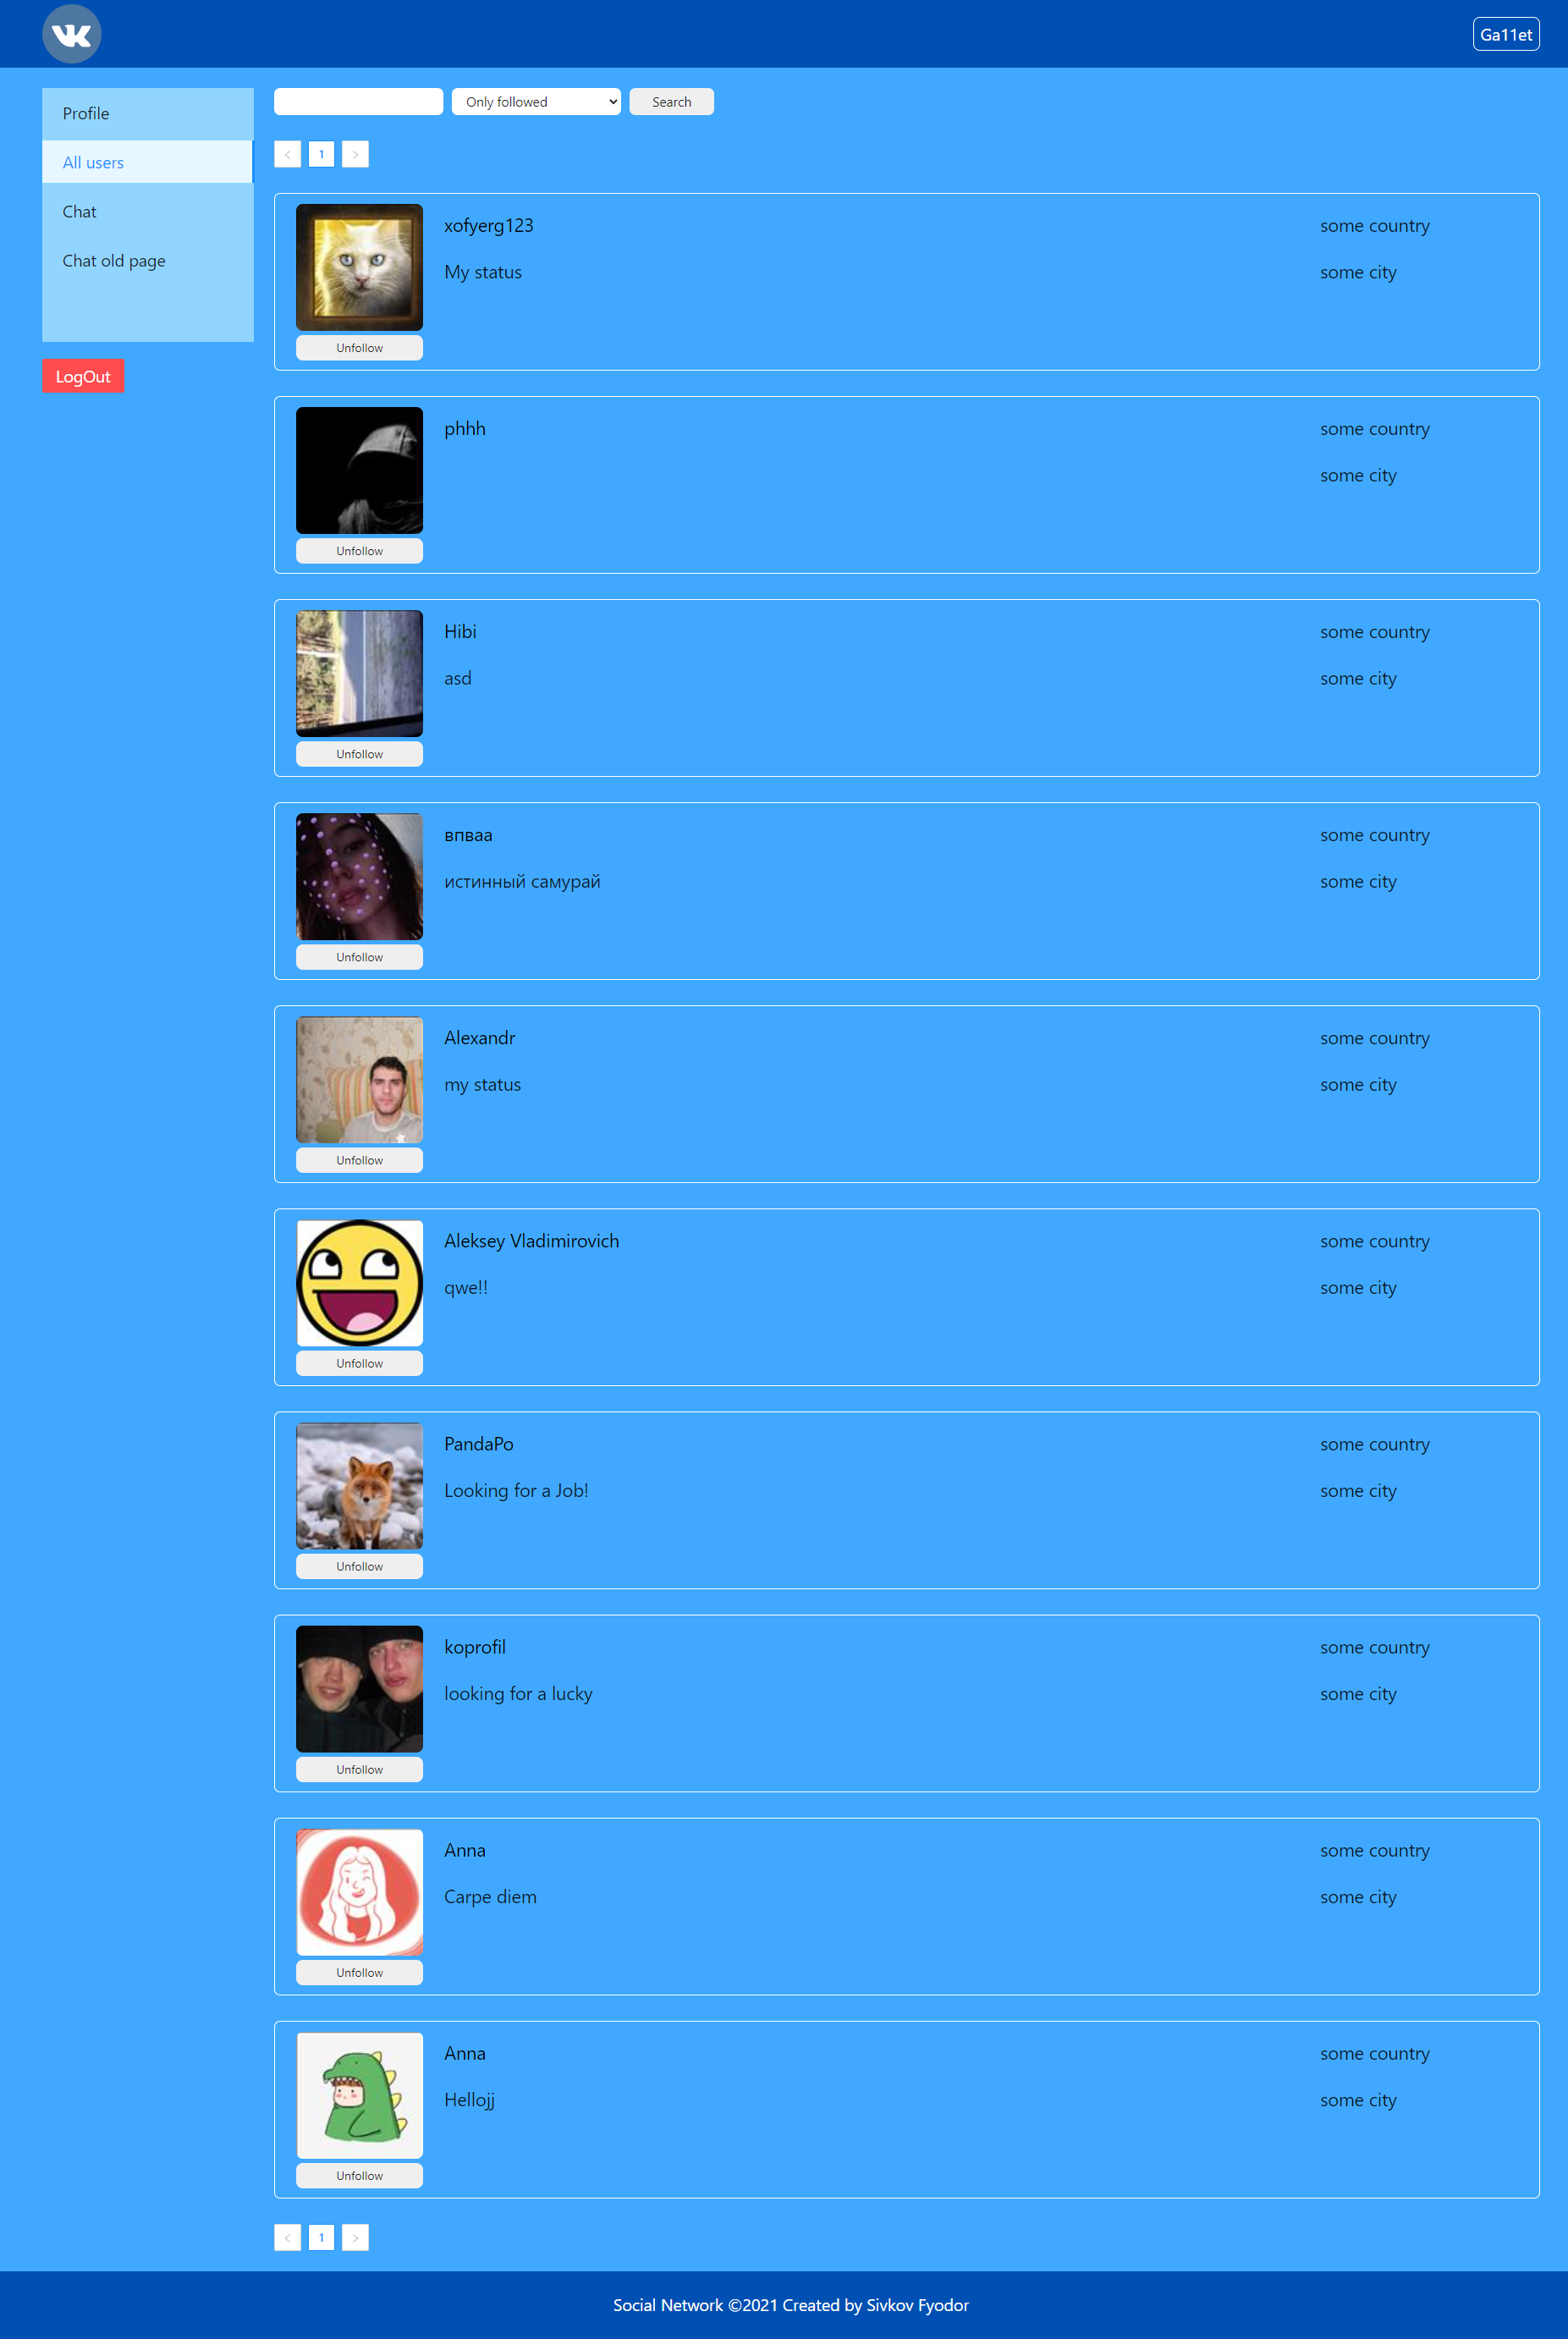 Ga11et
Profile
All users
Chat
Chat old page
LogOut
Only followed
Search
< 1 >
xofyerg123
some country
My status
some city
Unfollow
phhh
some country
some city
Unfollow
Hibi
some country
asd
some city
Unfollow
впваа
some country
истинный самурай
some city
Unfollow
Alexandr
some country
my status
some city
Unfollow
Aleksey Vladimirovich
some country
qwe!!
some city
Unfollow
PandaPo
some country
Looking for a Job!
some city
Unfollow
koprofil
some country
looking for a lucky
some city
Unfollow
Anna
some country
Carpe diem
some city
Unfollow
Anna
some country
Hellojj
some city
Unfollow
< 1 >
Social Network ©2021 Created by Sivkov Fyodor